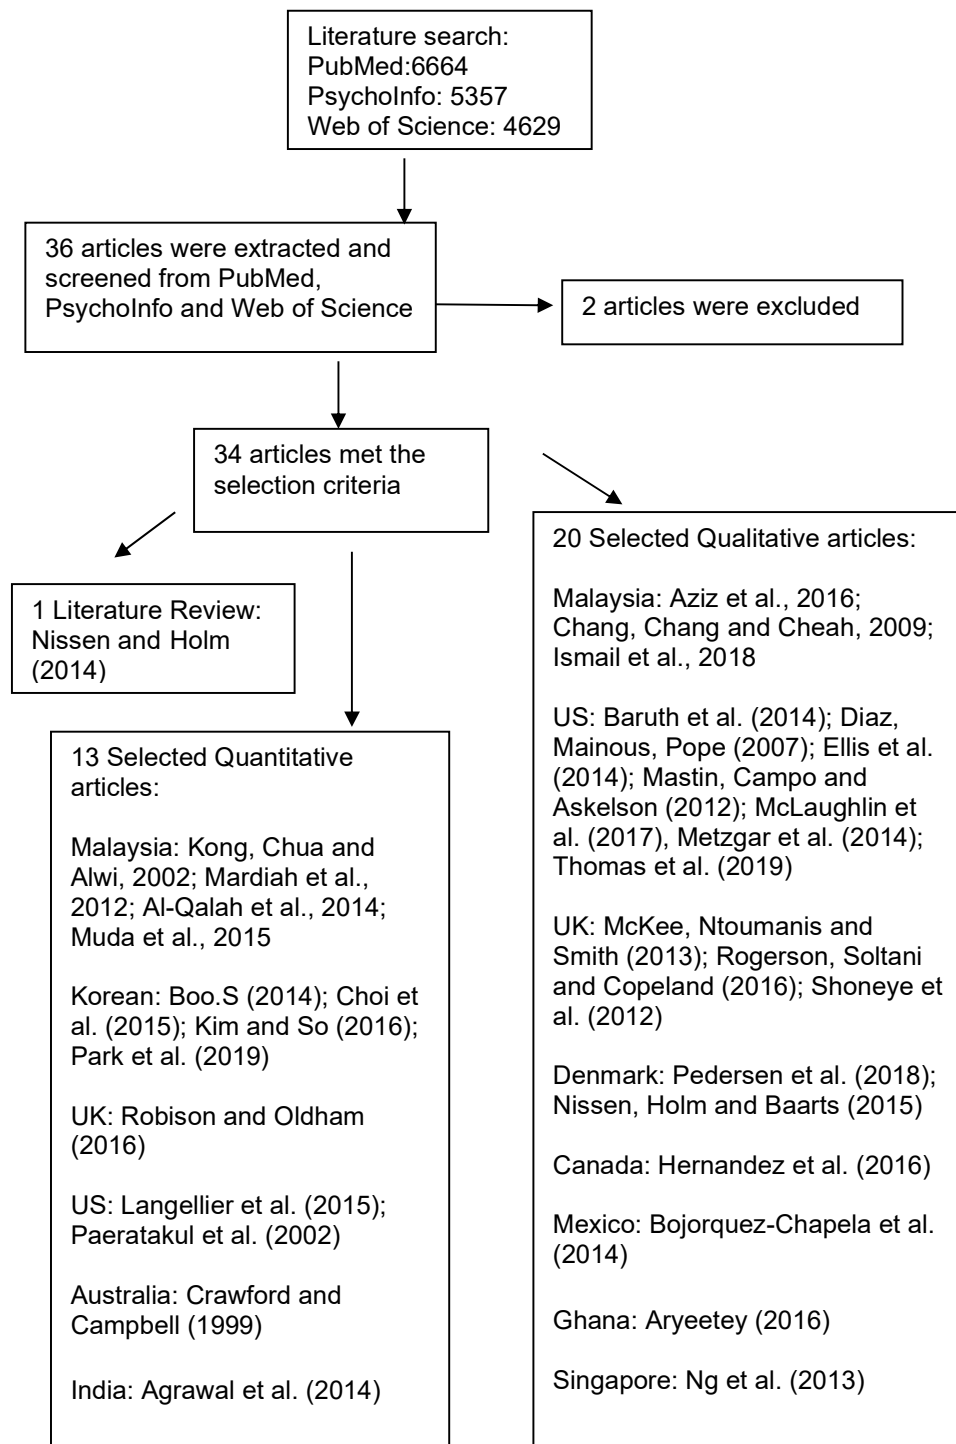 Literature search:
PubMed:6664
PsychoInfo: 5357
Web of Science: 4629
36 articles were extracted and
screened from PubMed,
PsychoInfo and Web of Science
2 articles were excluded
34 articles met the
selection criteria
1 Literature Review:
Nissen and Holm
(2014)
13 Selected Quantitative
articles:
Malaysia: Kong, Chua and
Alwi, 2002; Mardiah et al.,
2012; Al-Qalah et al., 2014;
Muda et al., 2015
Korean: Boo.S (2014); Choi et
al. (2015); Kim and So (2016);
Park et al. (2019)
UK: Robison and Oldham
(2016)
US: Langellier et al. (2015);
Paeratakul et al. (2002)
Australia: Crawford and
Campbell (1999)
India: Agrawal et al. (2014)
20 Selected Qualitative articles:
Malaysia: Aziz et al., 2016;
Chang, Chang and Cheah, 2009;
Ismail et al., 2018
US: Baruth et al. (2014); Diaz,
Mainous, Pope (2007); Ellis et al.
(2014); Mastin, Campo and
Askelson (2012); McLaughlin et
al. (2017), Metzgar et al. (2014);
Thomas et al. (2019)
UK: McKee, Ntoumanis and
Smith (2013); Rogerson, Soltani
and Copeland (2016); Shoneye et
al. (2012)
Denmark: Pedersen et al. (2018);
Nissen, Holm and Baarts (2015)
Canada: Hernandez et al. (2016)
Mexico: Bojorquez-Chapela et al.
(2014)
Ghana: Aryeetey (2016)
Singapore: Ng et al. (2013)